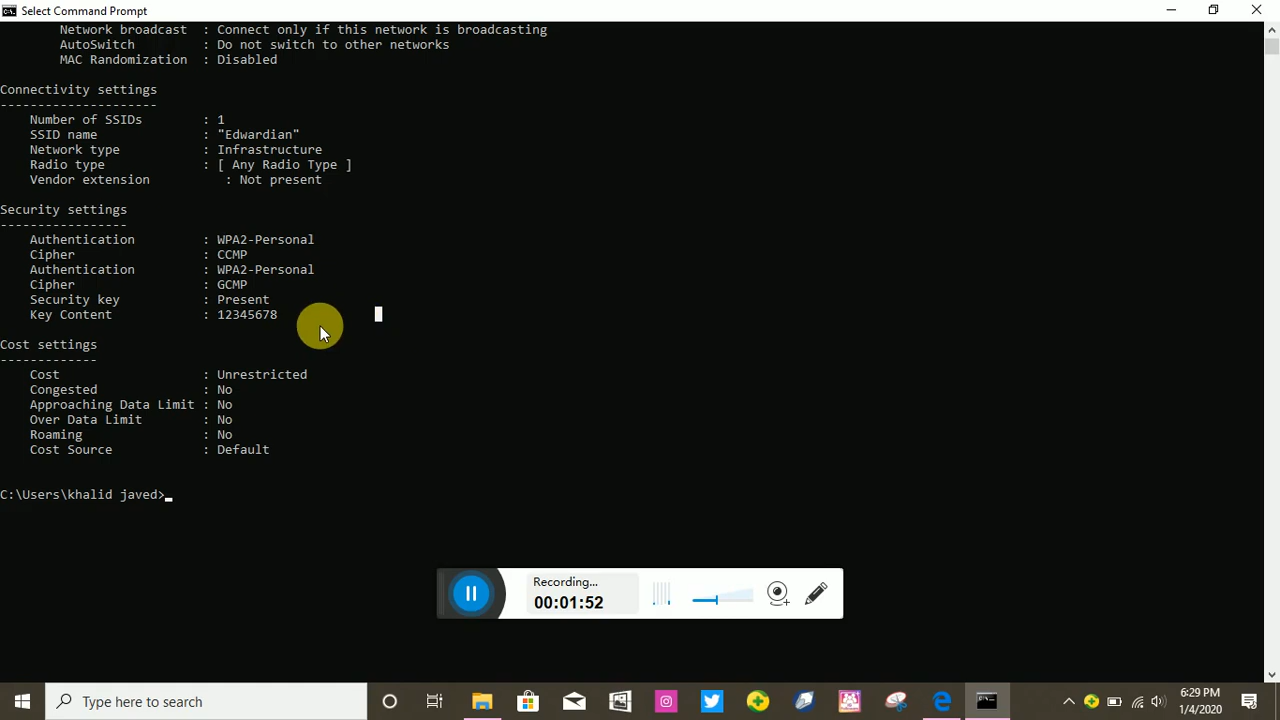 Select Command Prompt
Network broadcast : Connect only if this network is broadcasting
AutoSwitch : Do not switch to other networks
MAC Randomization : Disabled
Connectivity settings
---------------------
Number of SSIDs : 1
SSID name : "Edwardian"
Network type : Infrastructure
Radio type : [ Any Radio Type ]
Vendor extension : Not present
Security settings
-----------------
Authentication : WPA2-Personal
Cipher : CCMP
Authentication : WPA2-Personal
Cipher : GCMP
Security key : Present
Key Content : 12345678
Cost settings
-------------
Cost : Unrestricted
Congested : No
Approaching Data Limit : No
Over Data Limit : No
Roaming : No
Cost Source : Default
C:\Users\khalid javed>
Recording...
00:01:52
Type here to search
6:29 PM
1/4/2020